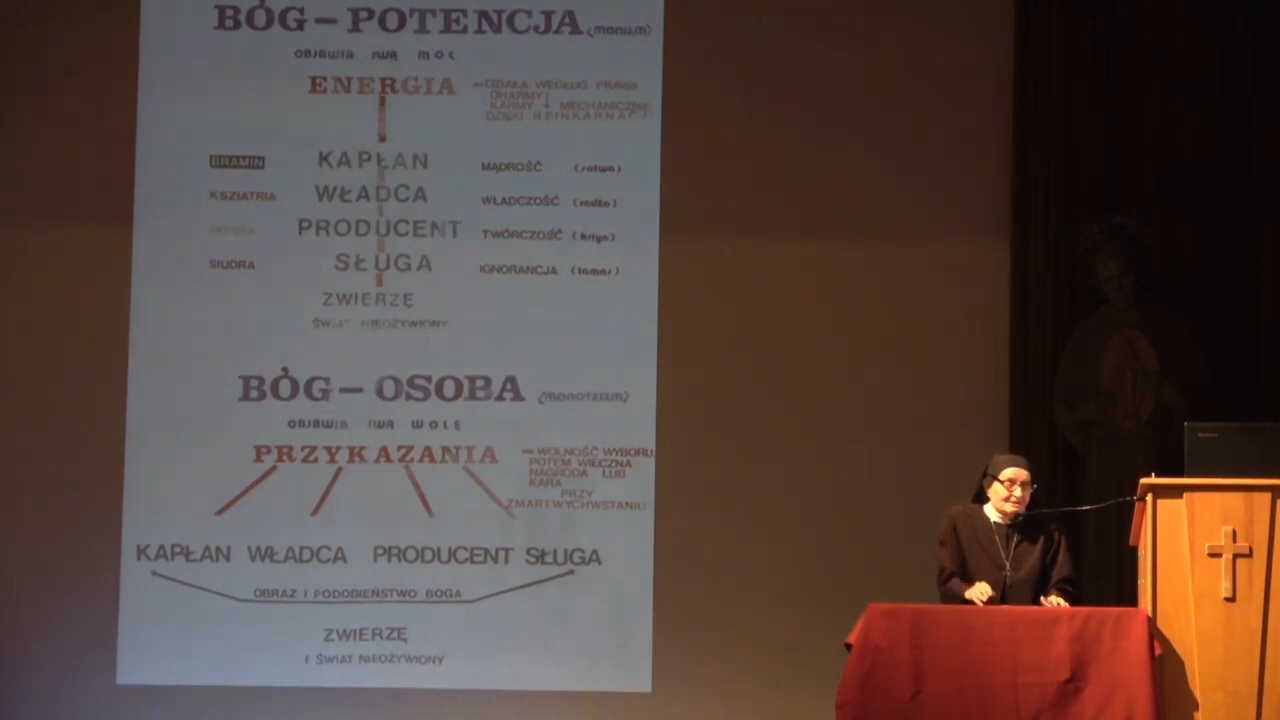 BÓG – POTENCJA (monizm)
OBJAWIA SWĄ MOC
ENERGIA – DZIAŁA WEDŁUG PRAWA
DHARMY
KARMY ↓ MECHANICZNIE
DZIĘKI REINKARNACJI
BRAMIN KAPŁAN MĄDROŚĆ (satwa)
KSZIATRIA WŁADCA WŁADCZOŚĆ (radża)
PRODUCENT TWÓRCZOŚĆ
SIUDRA SŁUGA IGNORANCJA (tamas)
ZWIERZĘ
ŚWIAT NIEOŻYWIONY
BÓG – OSOBA (monoteizm)
OBJAWIA SWĄ WOLĘ
PRZYKAZANIA – WOLNOŚĆ WYBORU
POTEM WIECZNA
NAGRODA LUB
KARA
PRZY
ZMARTWYCHWSTANIU
KAPŁAN WŁADCA PRODUCENT SŁUGA
OBRAZ I PODOBIEŃSTWO BOGA
ZWIERZĘ
I ŚWIAT NIEOŻYWIONY